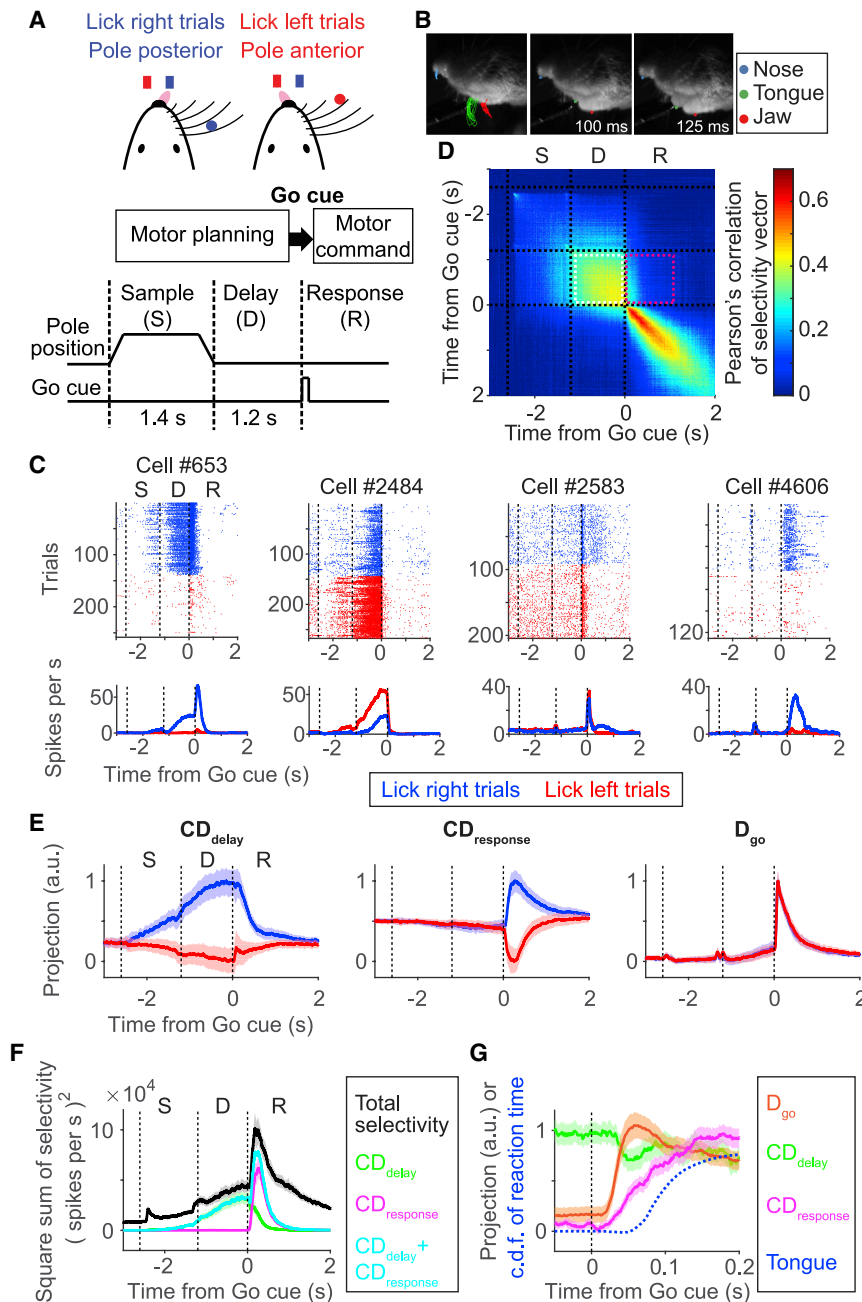 A
Lick right trials
Pole posterior
Lick left trials
Pole anterior
Go cue
Motor planning
Motor
command
Sample
(S)
Delay
(D)
Response
(R)
Pole
position
Go cue
1.4 s
1.2 s
B
100 ms
125 ms
Nose
Tongue
Jaw
D
S D R
Time from Go cue (s)
-2
0
2
-2 0 2
Time from Go cue (s)
0.6
0.4
0.2
0
Pearson's correlation
of selectivity vector
C
Cell #653
S D R
Cell #2484
Cell #2583
Cell #4606
Trials
100
200
-2 0 2
100
200
-2 0 2
100
200
-2 0 2
120
-2 0 2
Spikes per s
50
0
-2 0 2
50
0
-2 0 2
40
0
-2 0 2
40
0
-2 0 2
Time from Go cue (s)
Lick right trials Lick left trials
E
CDdelay
CDresponse
Dgo
S D R
Projection (a.u.)
1
0
-2 0 2
1
0
-2 0 2
1
0
-2 0 2
Time from Go cue (s)
F
× 10^4
S D R
Square sum of selectivity
( spikes per s )^2
10
5
0
-2 0 2
Time from Go cue (s)
Total
selectivity
CDdelay
CDresponse
CDdelay+
CDresponse
G
Projection (a.u.) or
c.d.f. of reaction time
1
0
0 0.1 0.2
Time from Go cue (s)
Dgo
CDdelay
CDresponse
Tongue